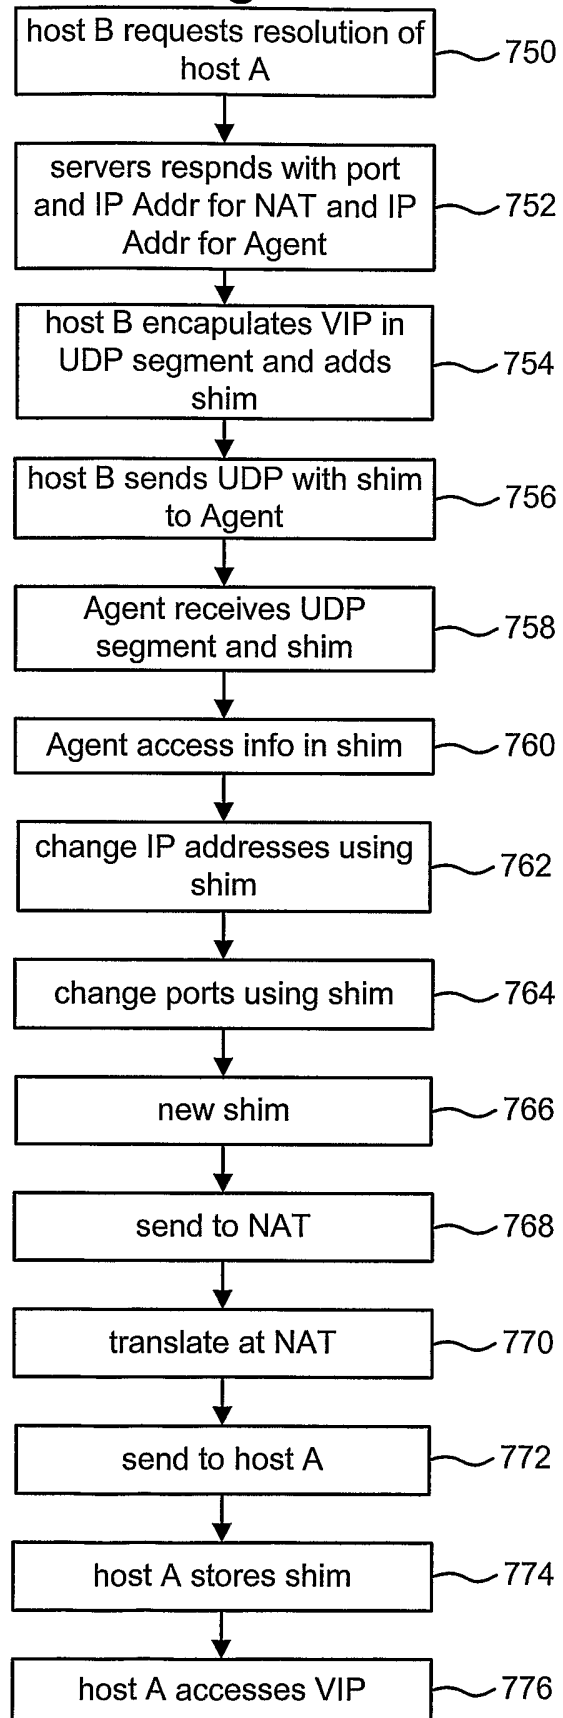 host B requests resolution of
host A
750
servers respnds with port
and IP Addr for NAT and IP
Addr for Agent
752
host B encapulates VIP in
UDP segment and adds
shim
754
host B sends UDP with shim
to Agent
756
Agent receives UDP
segment and shim
758
Agent access info in shim
760
change IP addresses using
shim
762
change ports using shim
764
new shim
766
send to NAT
768
translate at NAT
770
send to host A
772
host A stores shim
774
host A accesses VIP
776